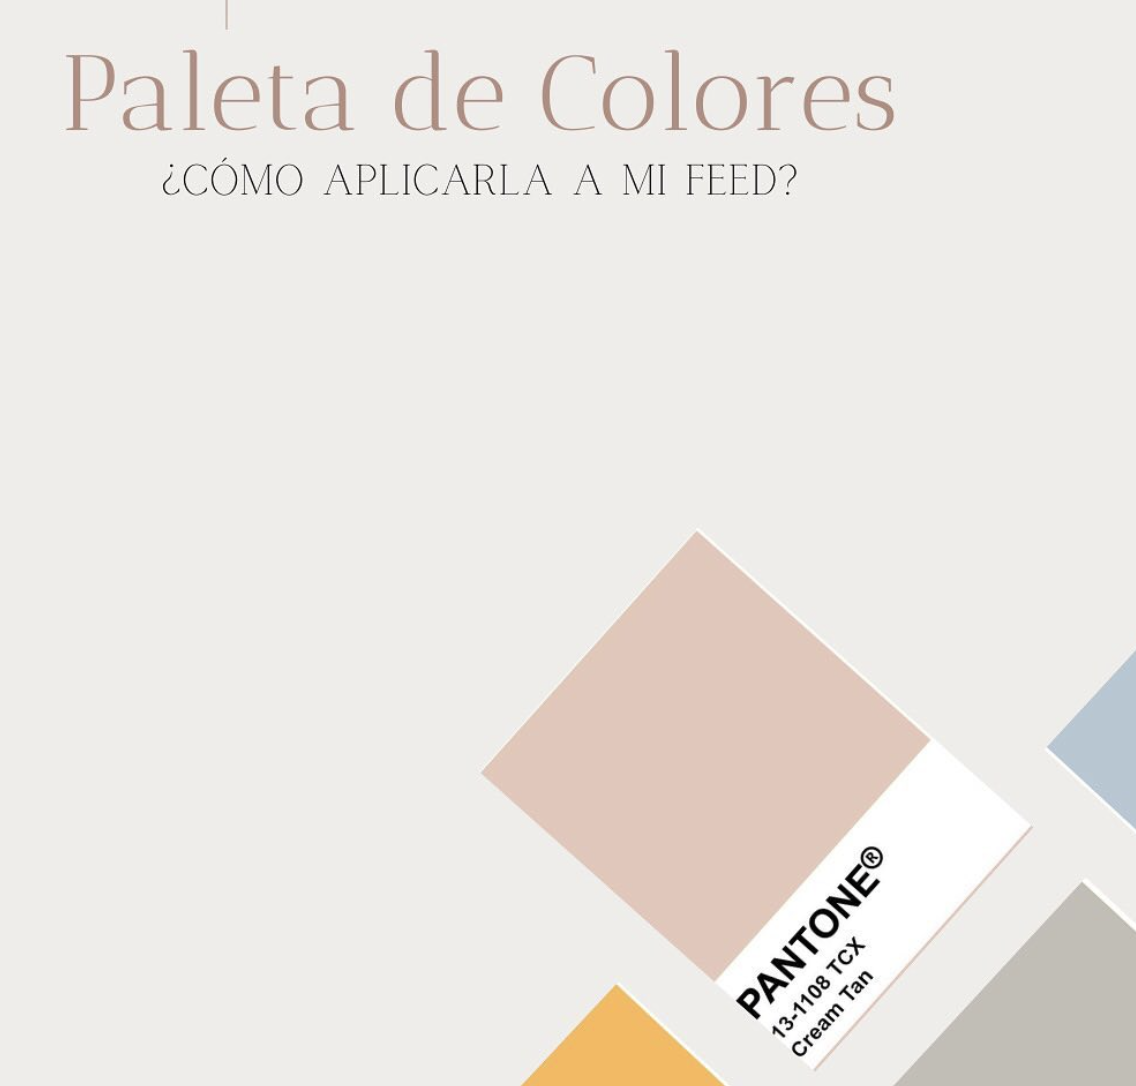 Paleta de Colores
¿CÓMO APLICARLA A MI FEED?
PANTONE®
13-1108 TCX
Cream Tan